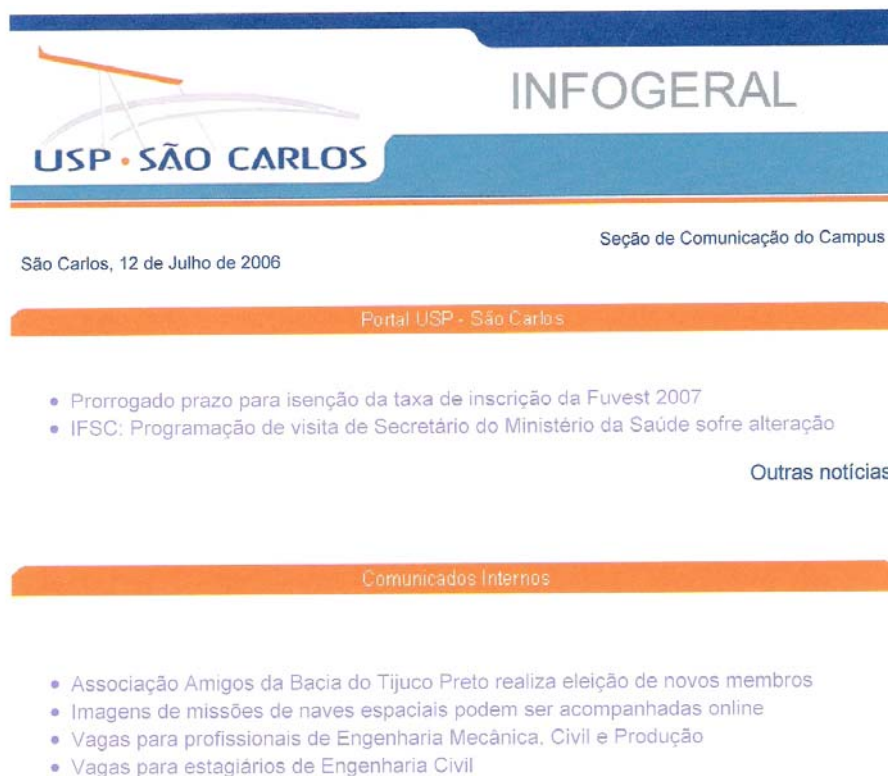 INFOGERAL
USP • SÃO CARLOS
Seção de Comunicação do Campus
São Carlos, 12 de Julho de 2006
Portal USP - São Carlos
• Prorrogado prazo para isenção da taxa de inscrição da Fuvest 2007
• IFSC: Programação de visita de Secretário do Ministério da Saúde sofre alteração
Outras notícias
Comunicados Internos
• Associação Amigos da Bacia do Tijuco Preto realiza eleição de novos membros
• Imagens de missões de naves espaciais podem ser acompanhadas online
• Vagas para profissionais de Engenharia Mecânica, Civil e Produção
• Vagas para estagiários de Engenharia Civil